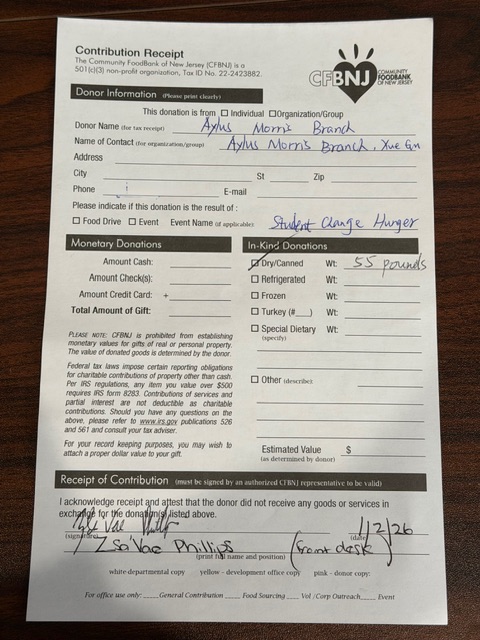 Contribution Receipt
The Community FoodBank of New Jersey (CFBNJ) is a
501(c)(3) non-profit organization, Tax ID No. 22-2423882.
CFBNJ COMMUNITY FOODBANK OF NEW JERSEY
Donor Information (Please print clearly)
This donation is from ☐ Individual ☐ Organization/Group
Donor Name (for tax receipt) Aylus Morris Branch
Name of Contact (for organization/group) Aylus Morris Branch, Xue
Address
City St Zip
Phone E-mail
Please indicate if this donation is the result of :
☐ Food Drive ☐ Event Event Name (if applicable) Student Change Hunger
Monetary Donations
Amount Cash:
Amount Check(s):
Amount Credit Card: +
Total Amount of Gift:
PLEASE NOTE: CFBNJ is prohibited from establishing
monetary values for gifts of real or personal property.
The value of donated goods is determined by the donor.
Federal tax laws impose certain reporting obligations for
charitable contributions of property other than cash.
Per IRS regulations, any item you value over $500
requires IRS form 8283. Contributions of services and
partial interest are not deductible as charitable
contributions. Should you have any questions on the
above, please refer to www.irs.gov publications 526
and 561 and consult your tax adviser.
For your record keeping purposes, you may wish to
attach a proper dollar value to your gift.
In-Kind Donations
☑ Dry/Canned Wt: 55 pounds
☐ Refrigerated Wt:
☐ Frozen Wt:
☐ Turkey (#___) Wt:
☐ Special Dietary Wt:
(specify)
☐ Other (describe):
Estimated Value $
(as determined by donor)
Receipt of Contribution (must be signed by an authorized CFBNJ representative to be valid)
I acknowledge receipt and attest that the donor did not receive any goods or services in
exchange for the donation(s) listed above.
(signature) (date) 1/2/26
Zsa'Vae Phillips (front desk)
(print full name and position)
white departmental copy yellow - development office copy pink - donor copy:
For office use only: ____General Contribution ____ Food Sourcing ____ Vol /Corp Outreach ____ Event